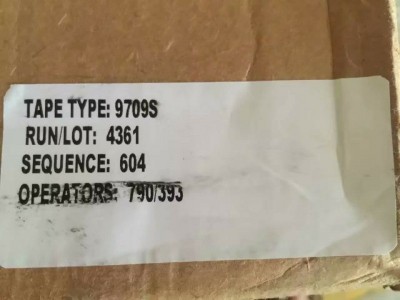 TAPE TYPE: 9709S
RUN/LOT: 4361
SEQUENCE: 604
OPERATORS: 790/393